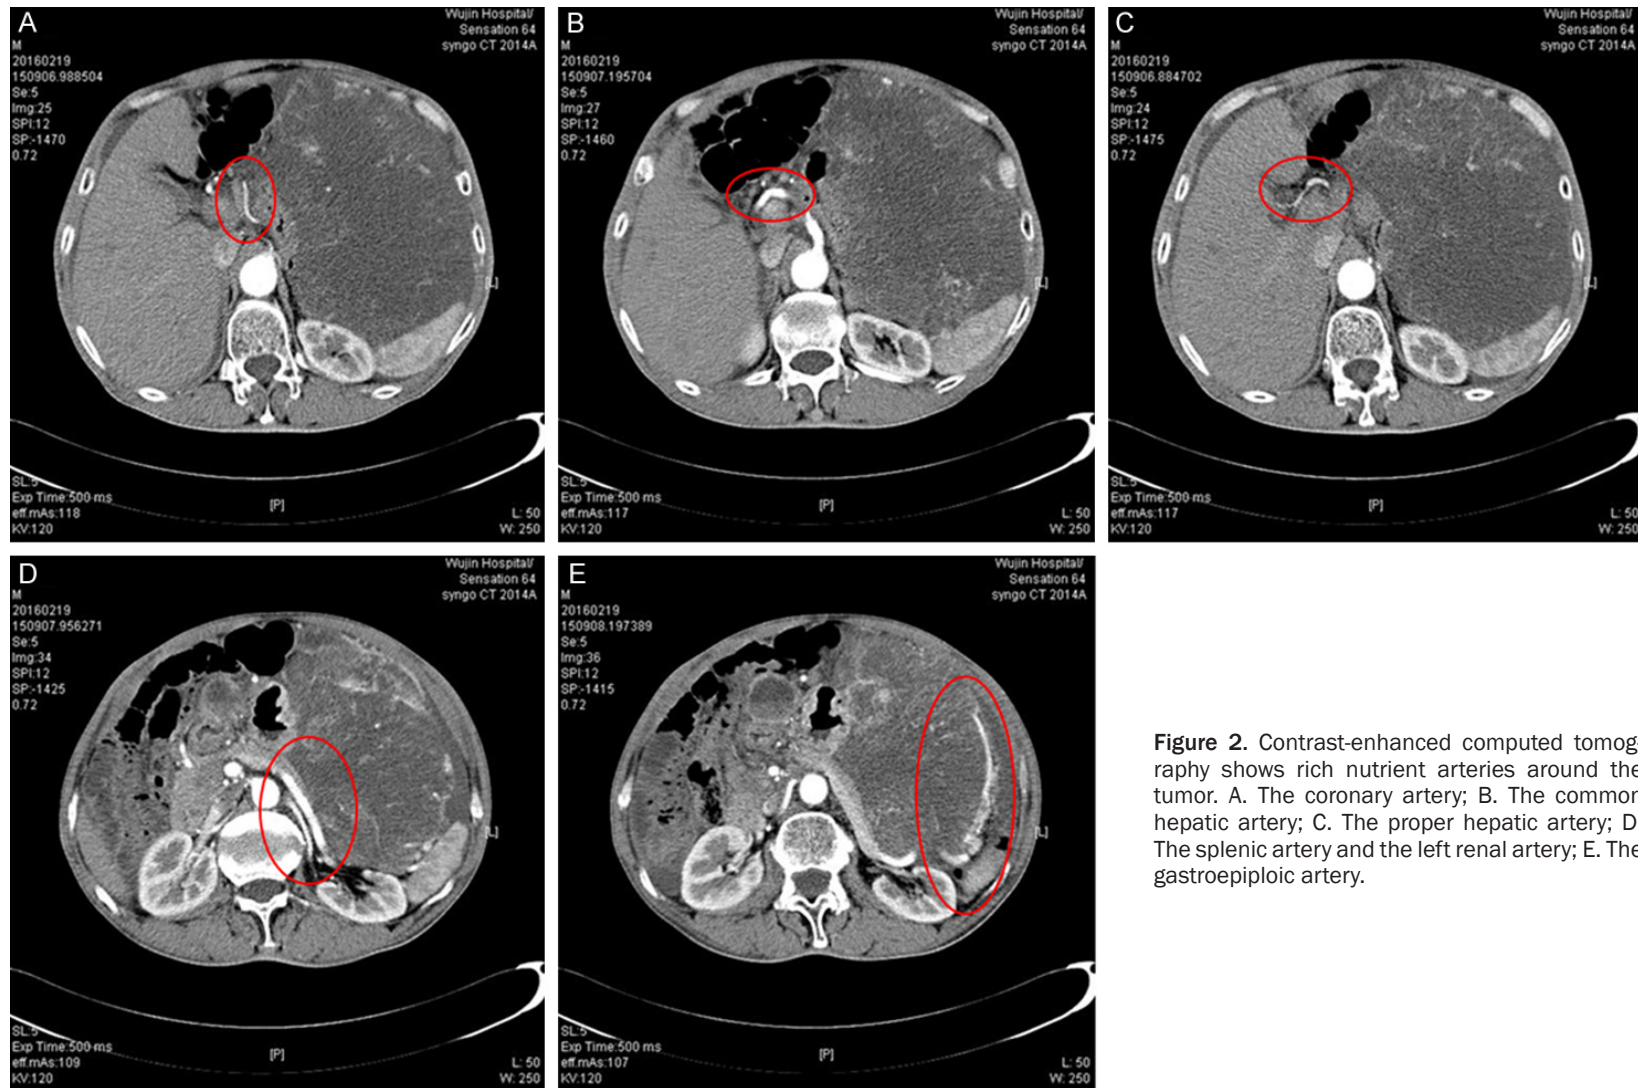 A
Wujin Hospital/
Sensation 64
syngo CT 2014A
M
20160219
150906.988504
Se:5
Img:25
SPI:12
SP:-1470
0.72
[L]
SL:5
Exp Time:500 ms
eff.mAs:118
KV:120
[P]
L: 50
W: 250
B
Wujin Hospital/
Sensation 64
syngo CT 2014A
M
20160219
150907.195704
Se:5
Img:27
SPI:12
SP:-1460
0.72
[L]
SL:5
Exp Time:500 ms
eff.mAs:117
KV:120
[P]
L: 50
W: 250
C
Wujin Hospital/
Sensation 64
syngo CT 2014A
M
20160219
150906.884702
Se:5
Img:24
SPI:12
SP:-1475
0.72
[L]
SL:5
Exp Time:500 ms
eff.mAs:117
KV:120
[P]
L: 50
W: 250
D
Wujin Hospital/
Sensation 64
syngo CT 2014A
M
20160219
150907.956271
Se:5
Img:34
SPI:12
SP:-1425
0.72
[L]
SL:5
Exp Time:500 ms
eff.mAs:109
KV:120
[P]
L: 50
W: 250
E
Wujin Hospital/
Sensation 64
syngo CT 2014A
M
20160219
150908.197389
Se:5
Img:36
SPI:12
SP:-1415
0.72
[L]
SL:5
Exp Time:500 ms
eff.mAs:107
KV:120
[P]
L: 50
W: 250
Figure 2. Contrast-enhanced computed tomog
raphy shows rich nutrient arteries around the
tumor. A. The coronary artery; B. The common
hepatic artery; C. The proper hepatic artery; D
The splenic artery and the left renal artery; E. The
gastroepiploic artery.